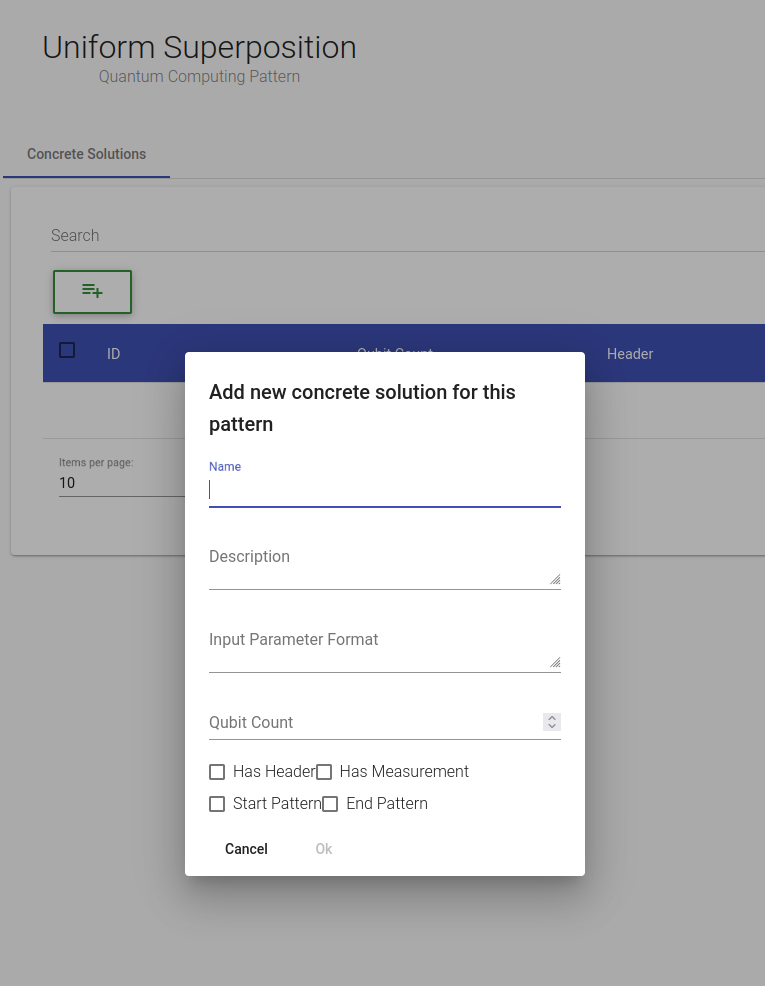 Uniform Superposition
Quantum Computing Pattern
Concrete Solutions
Search
ID Qubit Count Header
Items per page:
10
Add new concrete solution for this
pattern
Name
Description
Input Parameter Format
Qubit Count
Has Header Has Measurement
Start Pattern End Pattern
Cancel Ok